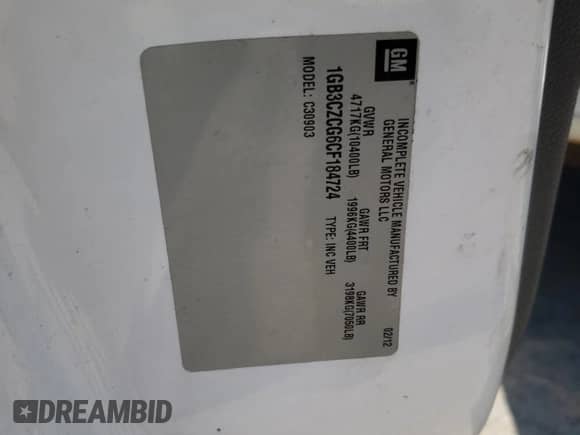 GM
INCOMPLETE VEHICLE MANUFACTURED BY
GENERAL MOTORS LLC
02/12
GVWR GAWR FRT GAWR RR
4717KG(10400LB) 1996KG(4400LB) 3198KG(7050LB)
1GB3CZCG6CF184724 TYPE: INC VEH
MODEL: C30903
DREAMBID